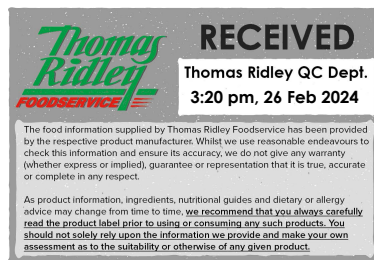 Thomas
Ridley
FOODSERVICE
RECEIVED
Thomas Ridley QC Dept.
3:20 pm, 26 Feb 2024
The food information supplied by Thomas Ridley Foodservice has been provided
by the respective product manufacturer. Whilst we use reasonable endeavours to
check this information and ensure its accuracy, we do not give any warranty
(whether express or implied), guarantee or representation that it is true, accurate
or complete in any respect.
As product information, ingredients, nutritional guides and dietary or allergy
advice may change from time to time, we recommend that you always carefully
read the product label prior to using or consuming any such products. You
should not solely rely upon the information we provide and make your own
assessment as to the suitability or otherwise of any given product.